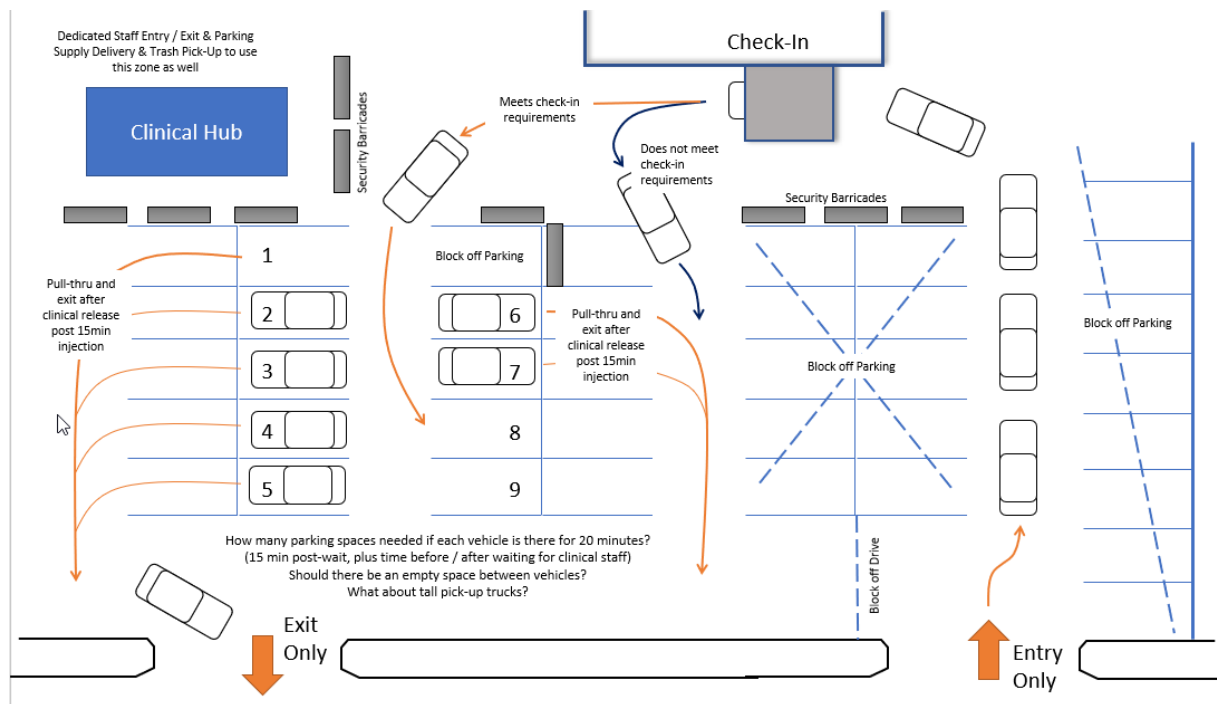 Dedicated Staff Entry / Exit & Parking
Supply Delivery & Trash Pick-Up to use
this zone as well
Clinical Hub
Security Barricades
Check-In
Meets check-in
requirements
Does not meet
check-in
requirements
Security Barricades
1
2
3
4
5
Pull-thru and
exit after
clinical release
post 15min
injection
Block off Parking
6
7
8
9
Pull-thru and
exit after
clinical release
post 15min
injection
Block off Parking
Block off Parking
How many parking spaces needed if each vehicle is there for 20 minutes?
(15 min post-wait, plus time before / after waiting for clinical staff)
Should there be an empty space between vehicles?
What about tall pick-up trucks?
Block off Drive
Exit
Only
Entry
Only